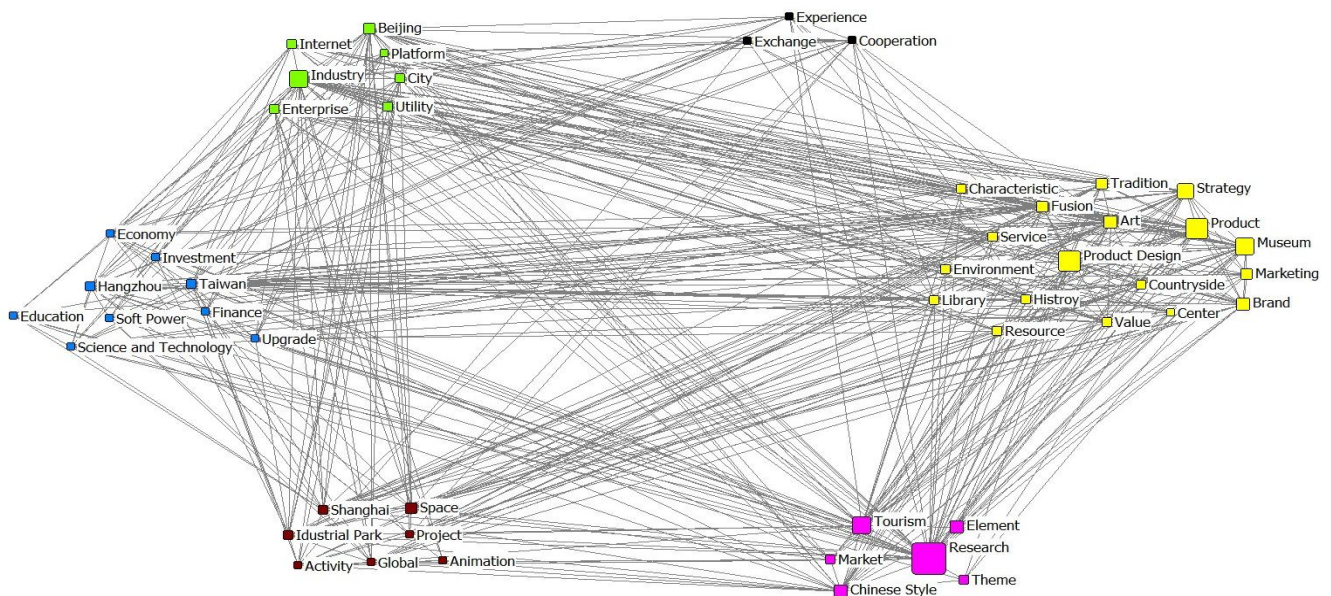 Experience
Beijing
Exchange
Cooperation
Internet
Platform
Industry
City
Enterprise
Utility
Characteristic
Tradition
Strategy
Fusion
Art
Product
Service
Museum
Product Design
Environment
Marketing
Countryside
Library
Histroy
Brand
Center
Value
Resource
Economy
Investment
Hangzhou
Taiwan
Education
Soft Power
Finance
Science and Technology
Upgrade
Shanghai
Space
Idustrial Park
Project
Activity
Global
Animation
Tourism
Element
Market
Research
Theme
Chinese Style